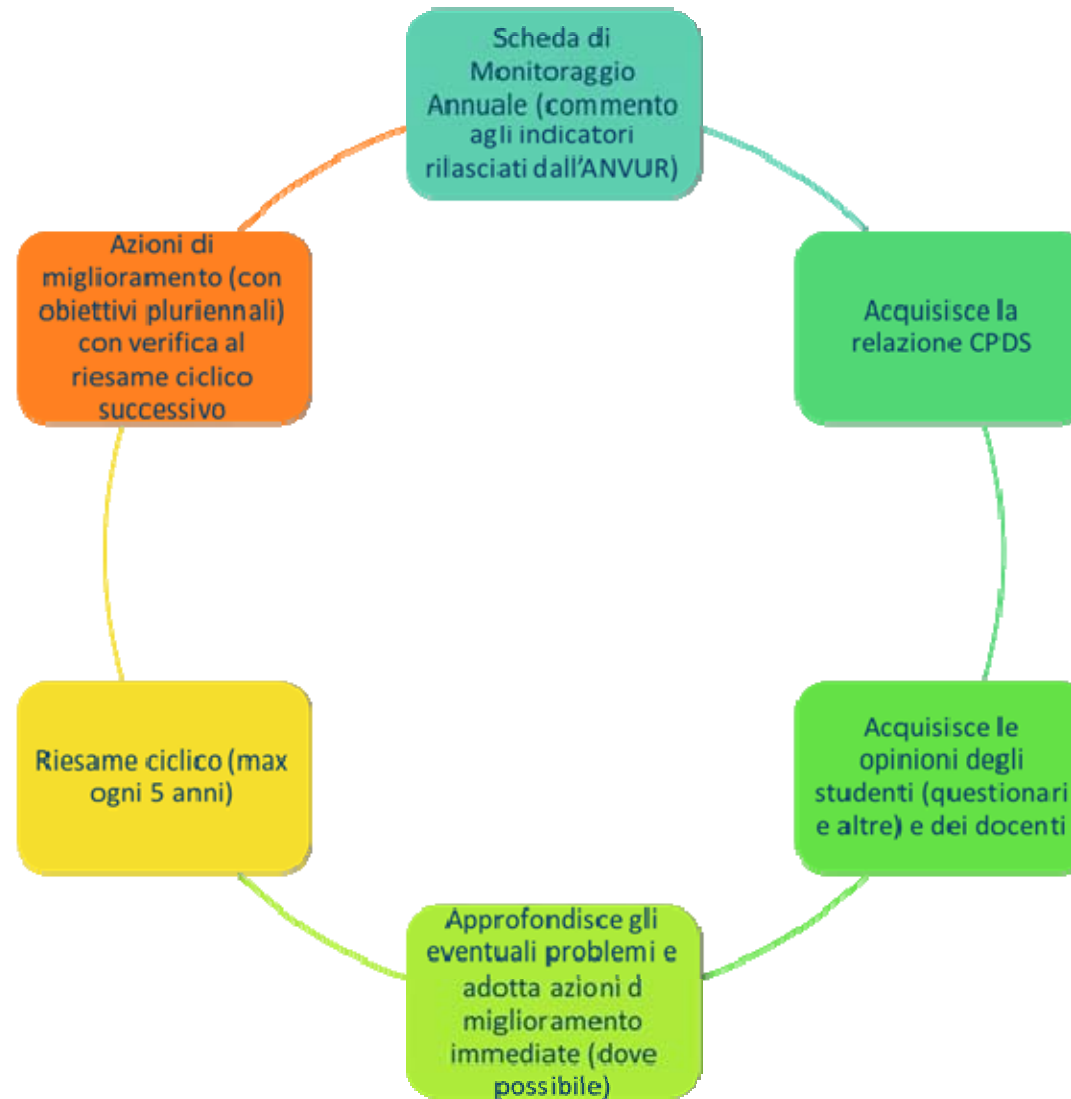 Scheda di
Monitoraggio
Annuale (commento
agli indicatori
rilasciati dall'ANVUR)
Acquisisce la
relazione CPDS
Acquisisce le
opinioni degli
studenti (questionari
e altre) e dei docenti
Approfondisce gli
eventuali problemi e
adotta azioni d
miglioramento
immediate (dove
possibile)
Riesame ciclico (max
ogni 5 anni)
Azioni di
miglioramento (con
obiettivi pluriennali)
con verifica al
riesame ciclico
successivo